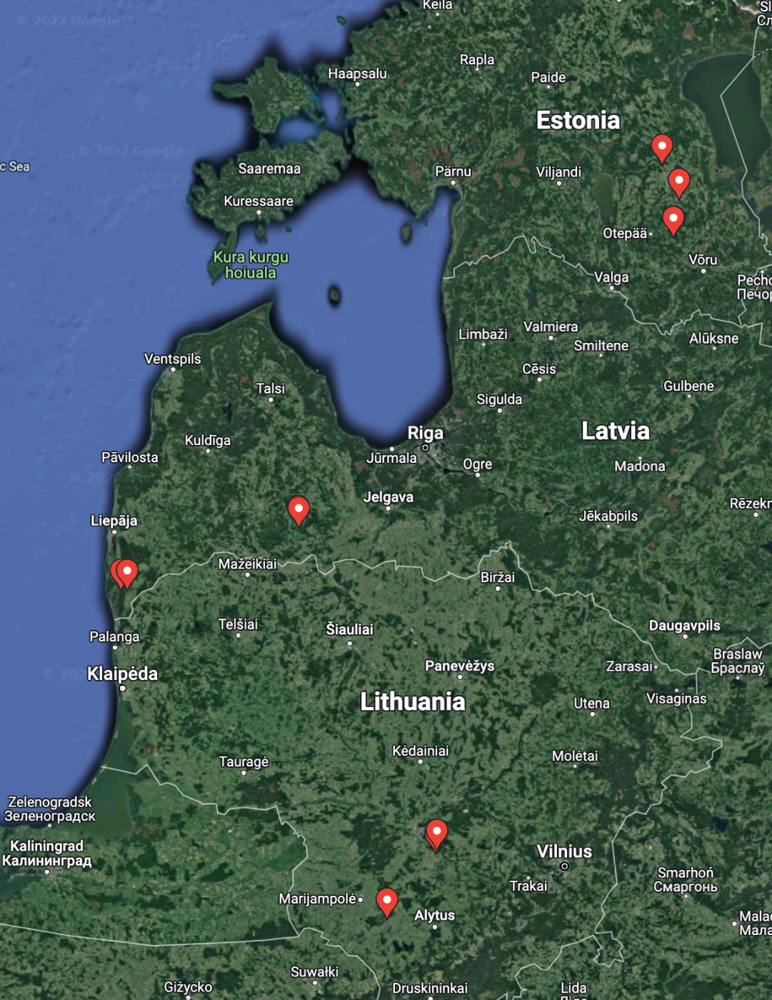 Keila
© 2022 Google
Rapla
Haapsalu
Paide
Estonia
© 2022 Google
c Sea
Saaremaa
Pärnu
Viljandi
Kuressaare
Otepää
Kura kurgu
hoiuala
Võru
Valga
Pecho
Печор
Limbaži
Valmiera
Smiltene
Alūksne
Ventspils
Cēsis
Gulbene
Talsi
Sigulda
Riga
Latvia
Kuldīga
Pāvilosta
Jūrmala
Ogre
Madona
Jelgava
Rēzekn
Liepāja
Jēkabpils
Mažeikiai
Biržai
Telšiai
Šiauliai
Daugavpils
Palanga
Braslaw
Браслаў
Klaipėda
Panevėžys
Zarasai
Lithuania
Visaginas
Utena
Kėdainiai
Molėtai
Tauragė
Zelenogradsk
Зеленоградск
Kaliningrad
Калининград
Vilnius
Smarhoń
Смаргонь
Trakai
Marijampolė
Alytus
Malad
Мала
Suwałki
Giżycko
Druskininkai
Lida